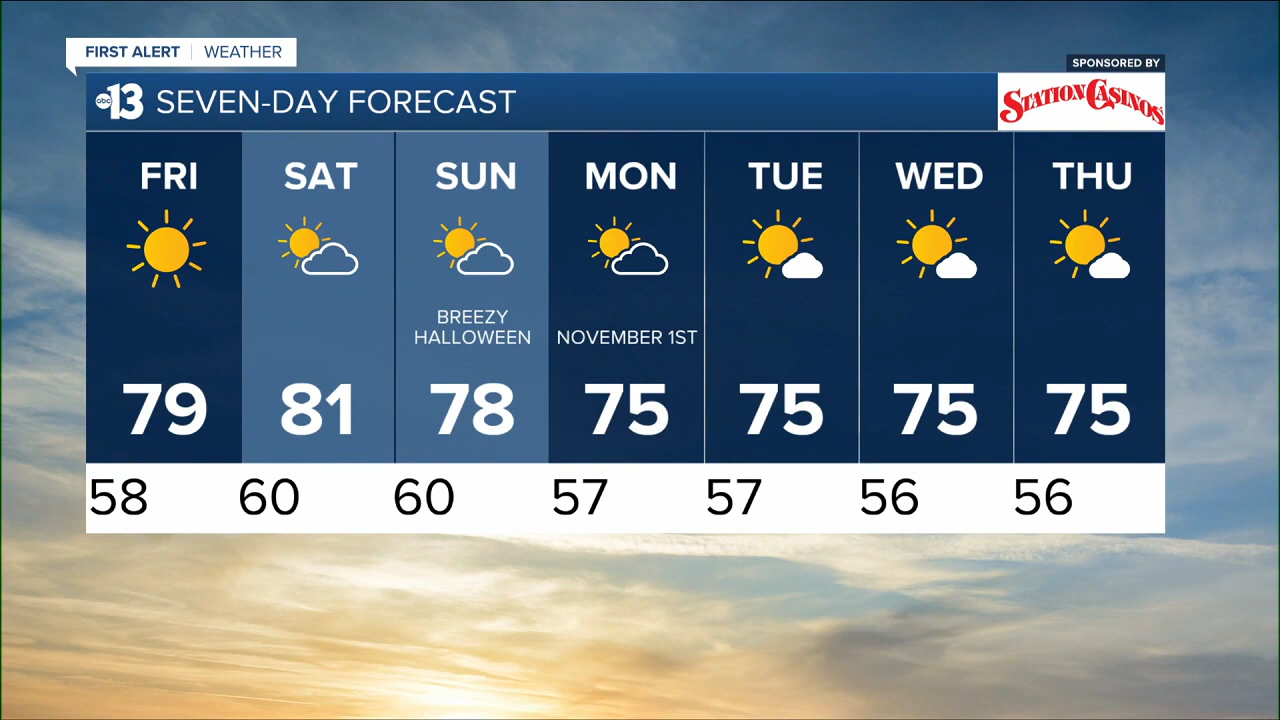 FIRST ALERT WEATHER
SPONSORED BY
abc 13 SEVEN-DAY FORECAST
STATION CASINOS
FRI SAT SUN MON TUE WED THU
BREEZY
HALLOWEEN NOVEMBER 1ST
79 81 78 75 75 75 75
58 60 60 57 57 56 56